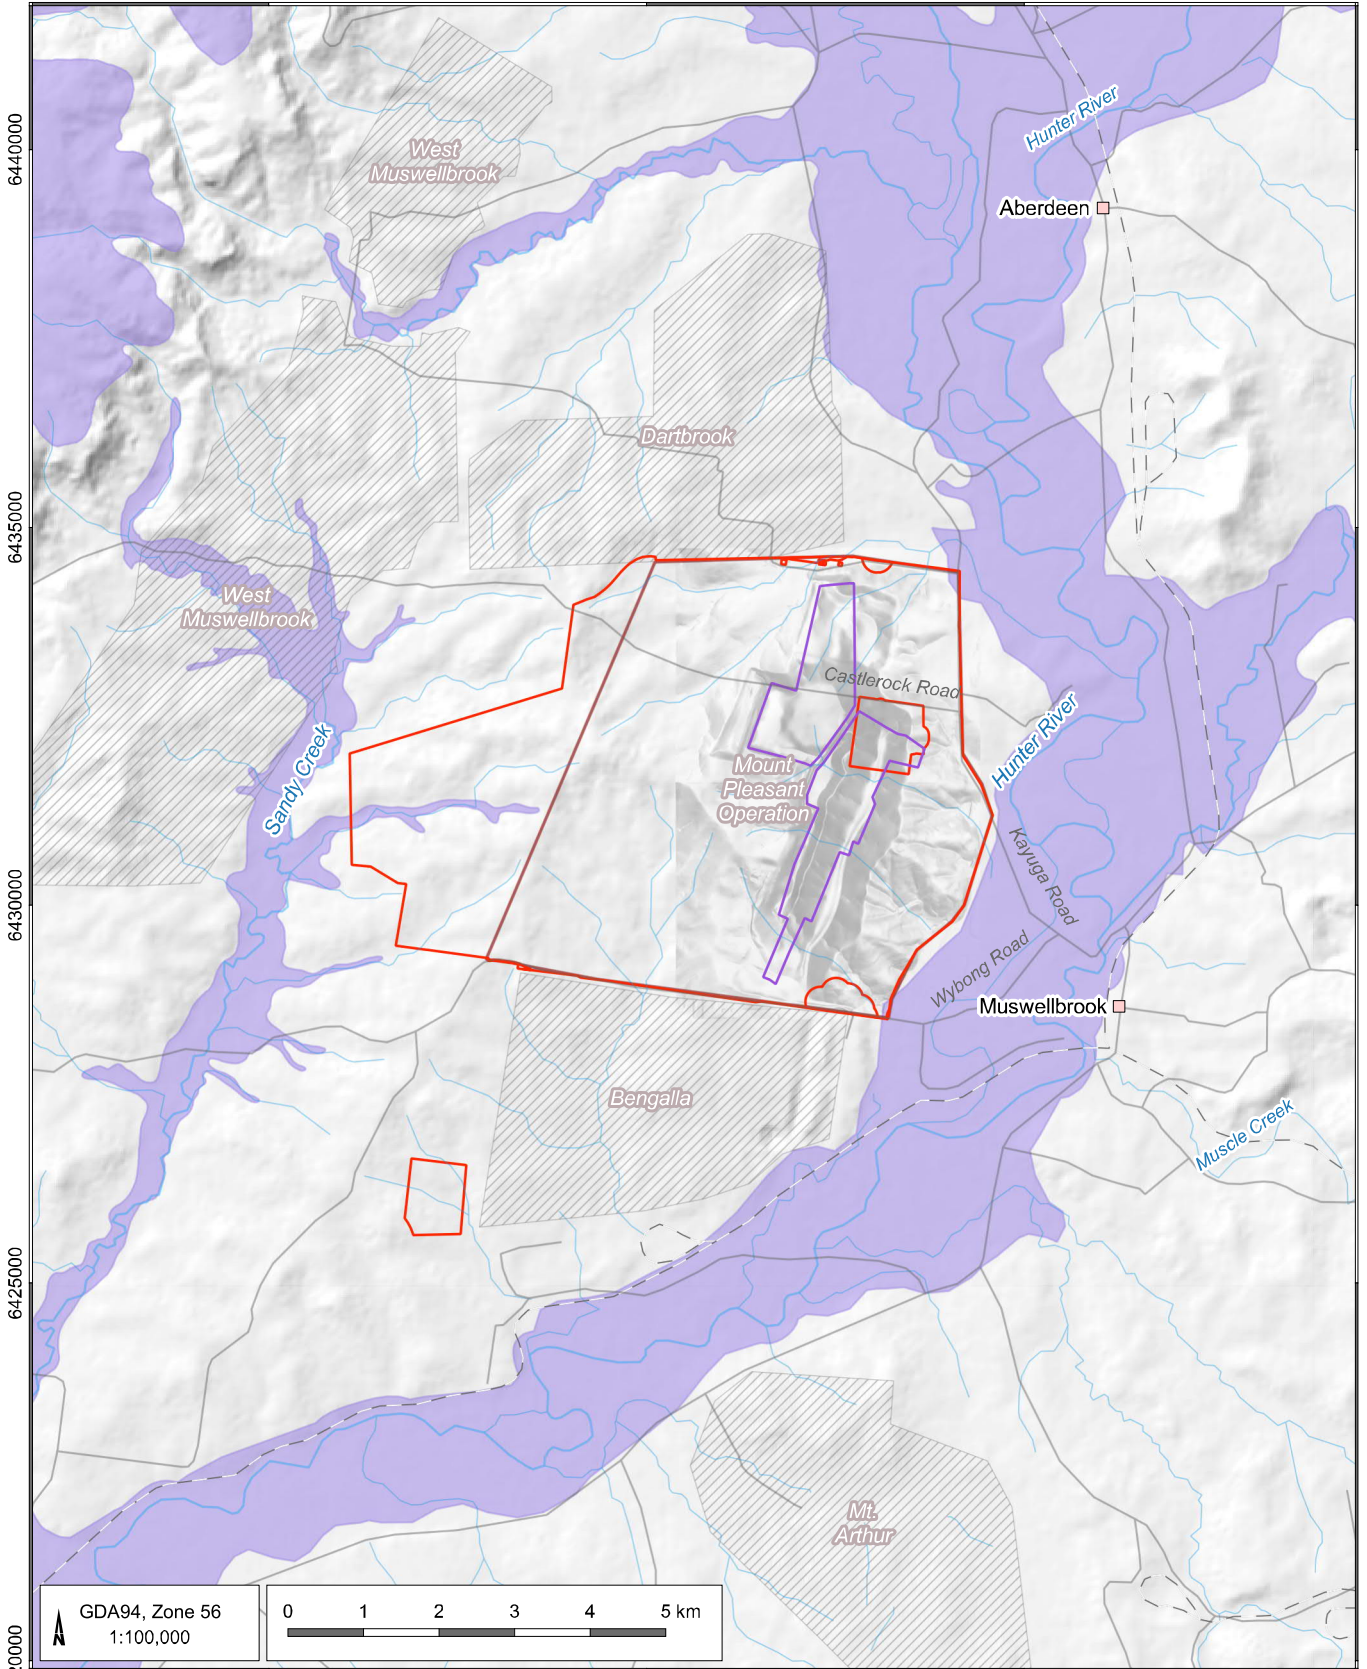 6440000
6435000
6430000
6425000
20000
Hunter River
West
Muswellbrook
Aberdeen
Dartbrook
West
Muswellbrook
Castlerock Road
Sandy Creek
Hunter River
Mount
Pleasant
Operation
Kayuga Road
Wybong Road
Muswellbrook
Bengalla
Muscle Creek
Mt.
Arthur
N
GDA94, Zone 56
1:100,000
0 1 2 3 4 5 km